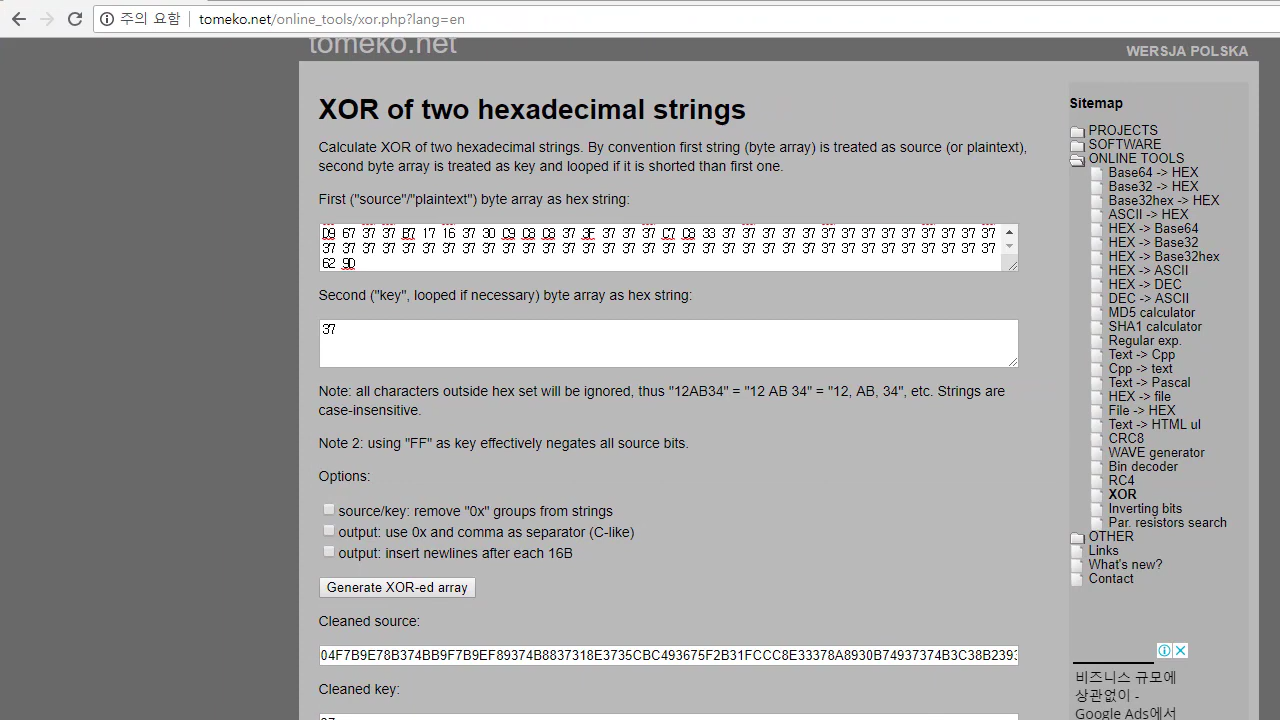 주의 요함 tomeko.net/online_tools/xor.php?lang=en
tomeko.net
WERSJA POLSKA
XOR of two hexadecimal strings
Calculate XOR of two hexadecimal strings. By convention first string (byte array) is treated as source (or plaintext),
second byte array is treated as key and looped if it is shorted than first one.
First ("source"/"plaintext") byte array as hex string:
D9 67 37 37 B7 17 16 37 3D C9 C8 C8 37 3F 37 37 37 C7 C8 33 37 37 37 37 37 37 37 37 37 37 37 37 37 37
37 37 37 37 37 37 37 37 37 37 37 37 37 37 37 37 37 37 37 37 37 37 37 37 37 37 37 37 37 37 37 37 37 37
62 9D
Second ("key", looped if necessary) byte array as hex string:
37
Note: all characters outside hex set will be ignored, thus "12AB34" = "12 AB 34" = "12, AB, 34", etc. Strings are
case-insensitive.
Note 2: using "FF" as key effectively negates all source bits.
Options:
source/key: remove "0x" groups from strings
output: use 0x and comma as separator (C-like)
output: insert newlines after each 16B
Generate XOR-ed array
Cleaned source:
04F7B9E78B374BB9F7B9EF89374B8837318E3735CBC493675F2B31FCCC8E33378A8930B74937374B3C38B2393
Cleaned key:
Sitemap
PROJECTS
SOFTWARE
ONLINE TOOLS
Base64 -> HEX
Base32 -> HEX
Base32hex -> HEX
ASCII -> HEX
HEX -> Base64
HEX -> Base32
HEX -> Base32hex
HEX -> ASCII
HEX -> DEC
DEC -> ASCII
MD5 calculator
SHA1 calculator
Regular exp.
Text -> Cpp
Cpp -> text
Text -> Pascal
HEX -> file
File -> HEX
Text -> HTML ul
CRC8
WAVE generator
Bin decoder
RC4
XOR
Inverting bits
Par. resistors search
OTHER
Links
What's new?
Contact
비즈니스 규모에
상관없이 -
Google Ads에서